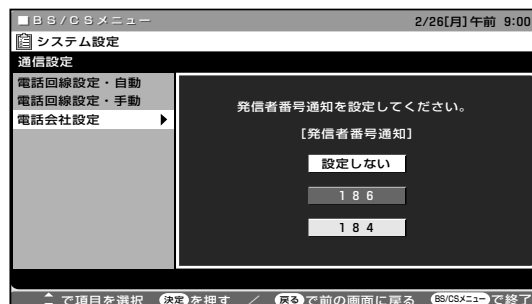 ■BS/CSメニュー 2/26[月]午前 9:00
システム設定
通信設定
電話回線設定・自動
電話回線設定・手動
電話会社設定
発信者番号通知を設定してください。
[発信者番号通知]
設定しない
186
184
で項目を選択 決定を押す / 戻るで前の画面に戻る BS/CSメニューで終了